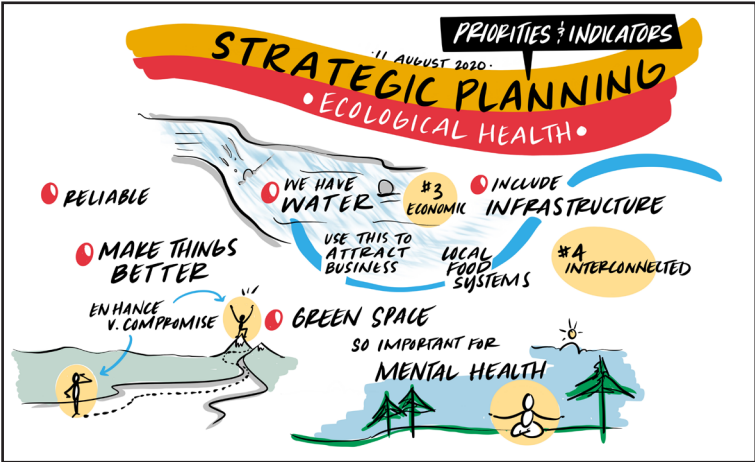 PRIORITIES & INDICATORS
·11 AUGUST 2020·
STRATEGIC PLANNING
• ECOLOGICAL HEALTH •
RELIABLE
WE HAVE
WATER
#3
ECONOMIC
INCLUDE
INFRASTRUCTURE
USE THIS TO
ATTRACT
BUSINESS
LOCAL
FOOD
SYSTEMS
#4
INTERCONNECTED
MAKE THINGS
BETTER
ENHANCE
V. COMPROMISE
GREEN SPACE
SO IMPORTANT FOR
MENTAL HEALTH